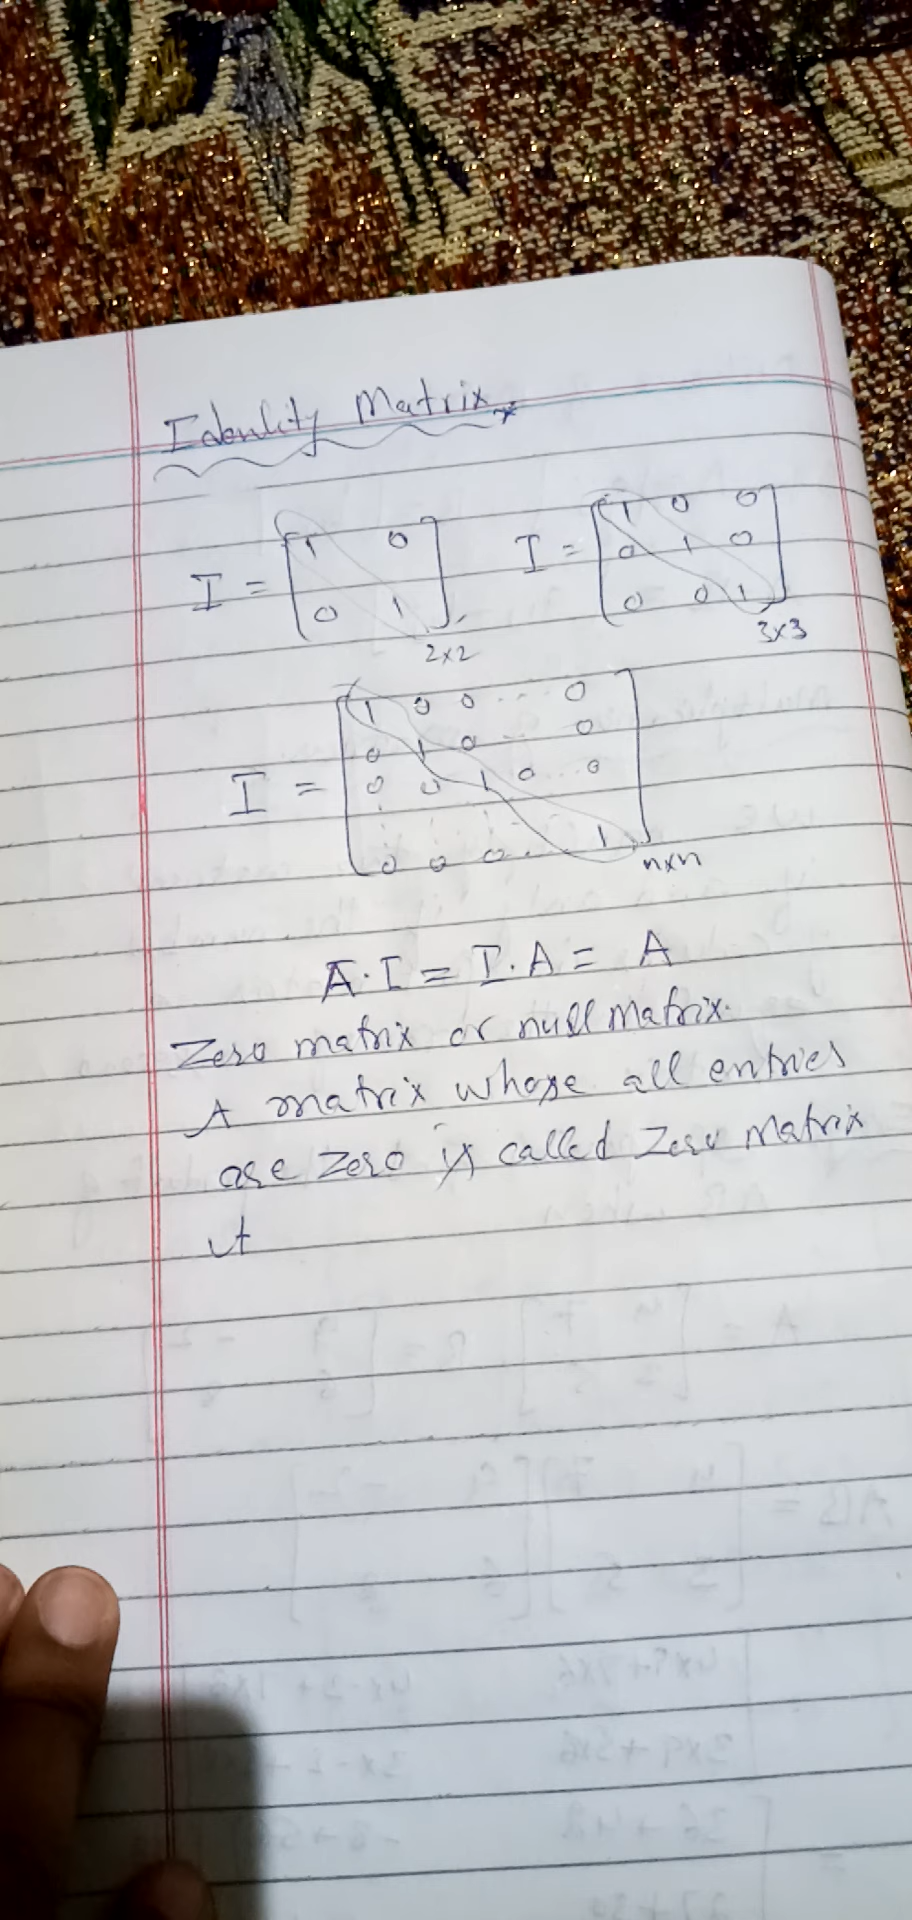 Identity Matrix
I = [1 0
0 1] 2x2
I = [1 0 0
0 1 0
0 0 1] 3x3
I = [1 0 0 ... 0
0 1 0 ... 0
0 0 1 0 ... 0
: : : : :
0 0 0 ... 1] nxn
A·I = I·A = A
Zero matrix or null matrix.
A matrix whose all entries
are zero is called Zero matrix
it